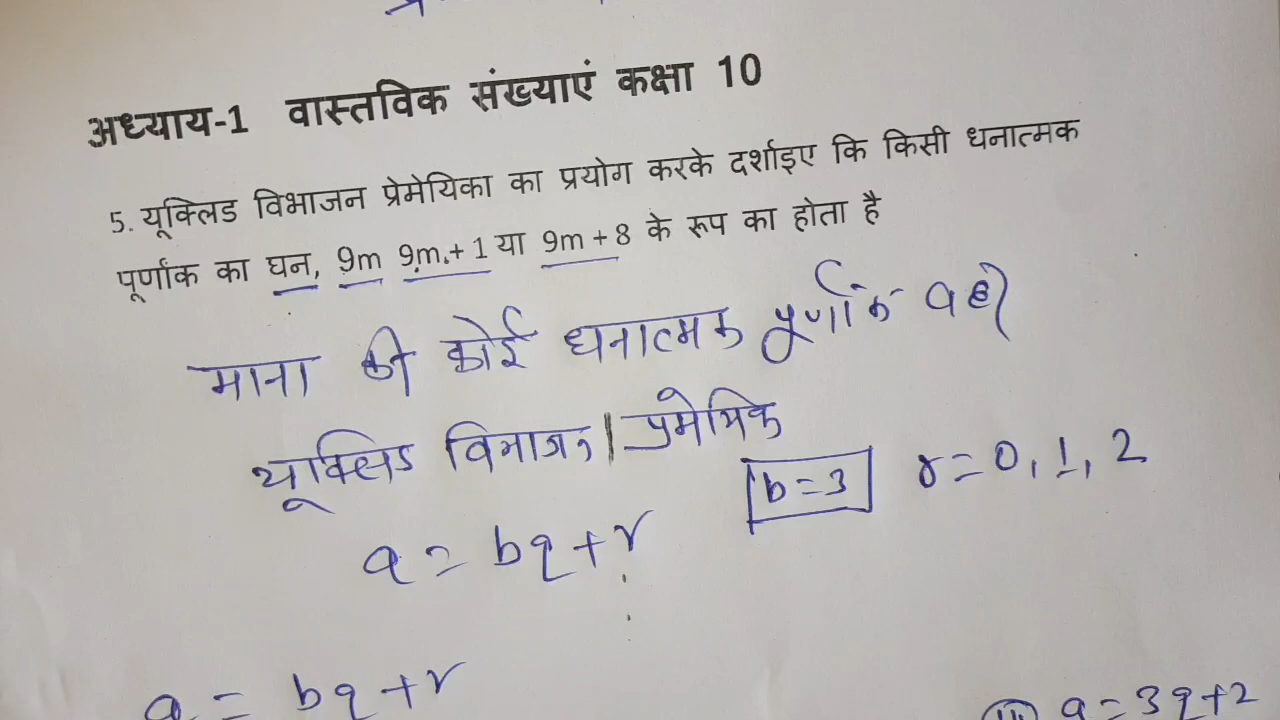 अध्याय-1 वास्तविक संख्याएं कक्षा 10
5. यूक्लिड विभाजन प्रेमेयिका का प्रयोग करके दर्शाइए कि किसी धनात्मक
पूर्णांक का घन, 9m 9m + 1 या 9m + 8 के रूप का होता है
माना की कोई धनात्मक पूर्णांक a है
यूक्लिड विभाजन प्रमेयिके
b=3 r=0, 1, 2
a = bq + r
a = bq + r
(iii) a = 3q+2